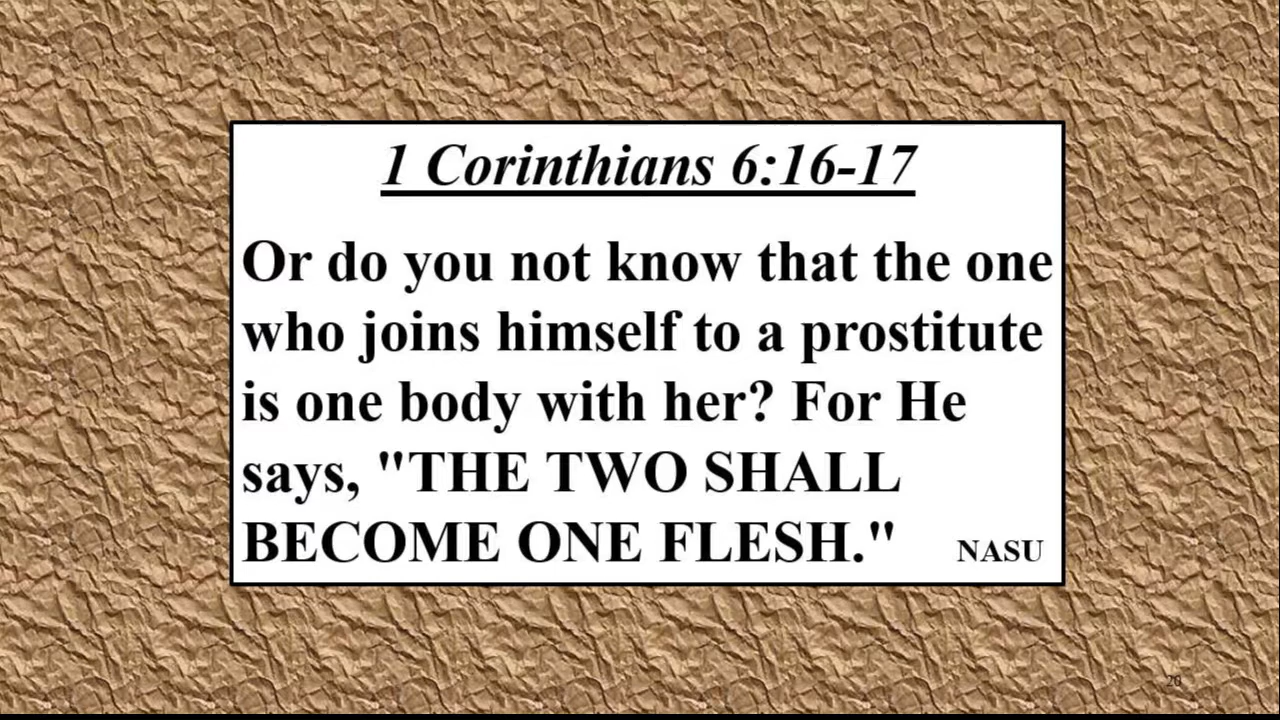 1 Corinthians 6:16-17
Or do you not know that the one
who joins himself to a prostitute
is one body with her? For He
says, "THE TWO SHALL
BECOME ONE FLESH." NASU
20